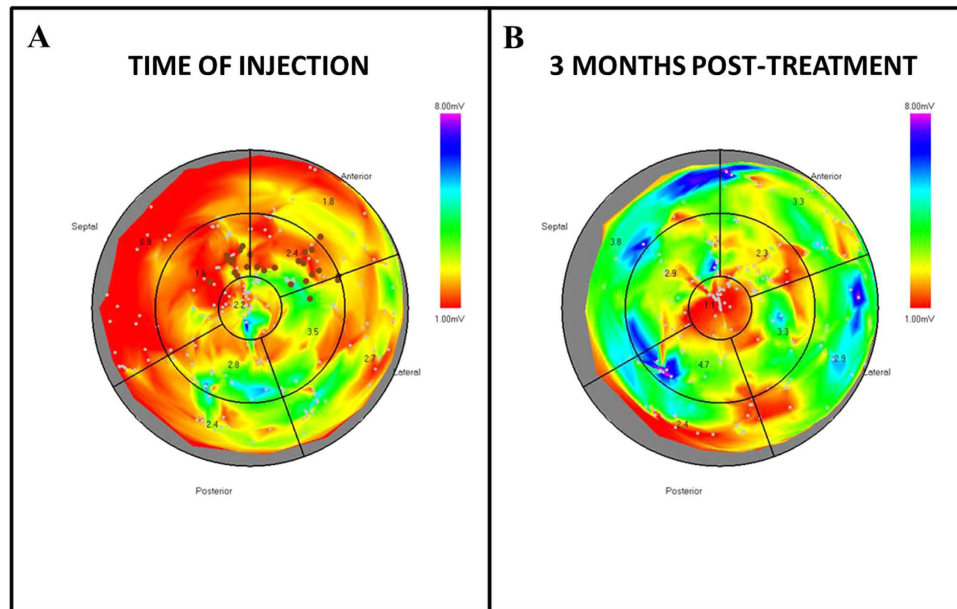 A
TIME OF INJECTION
8.00mV
1.00mV
Anterior
Septal
Lateral
Posterior
1.8
0.9
2.4
1.6
2.2
3.5
2.8
2.7
2.4
B
3 MONTHS POST-TREATMENT
8.00mV
1.00mV
Anterior
Septal
Lateral
Posterior
3.3
3.8
2.3
2.9
3.3
4.7
2.9
2.4